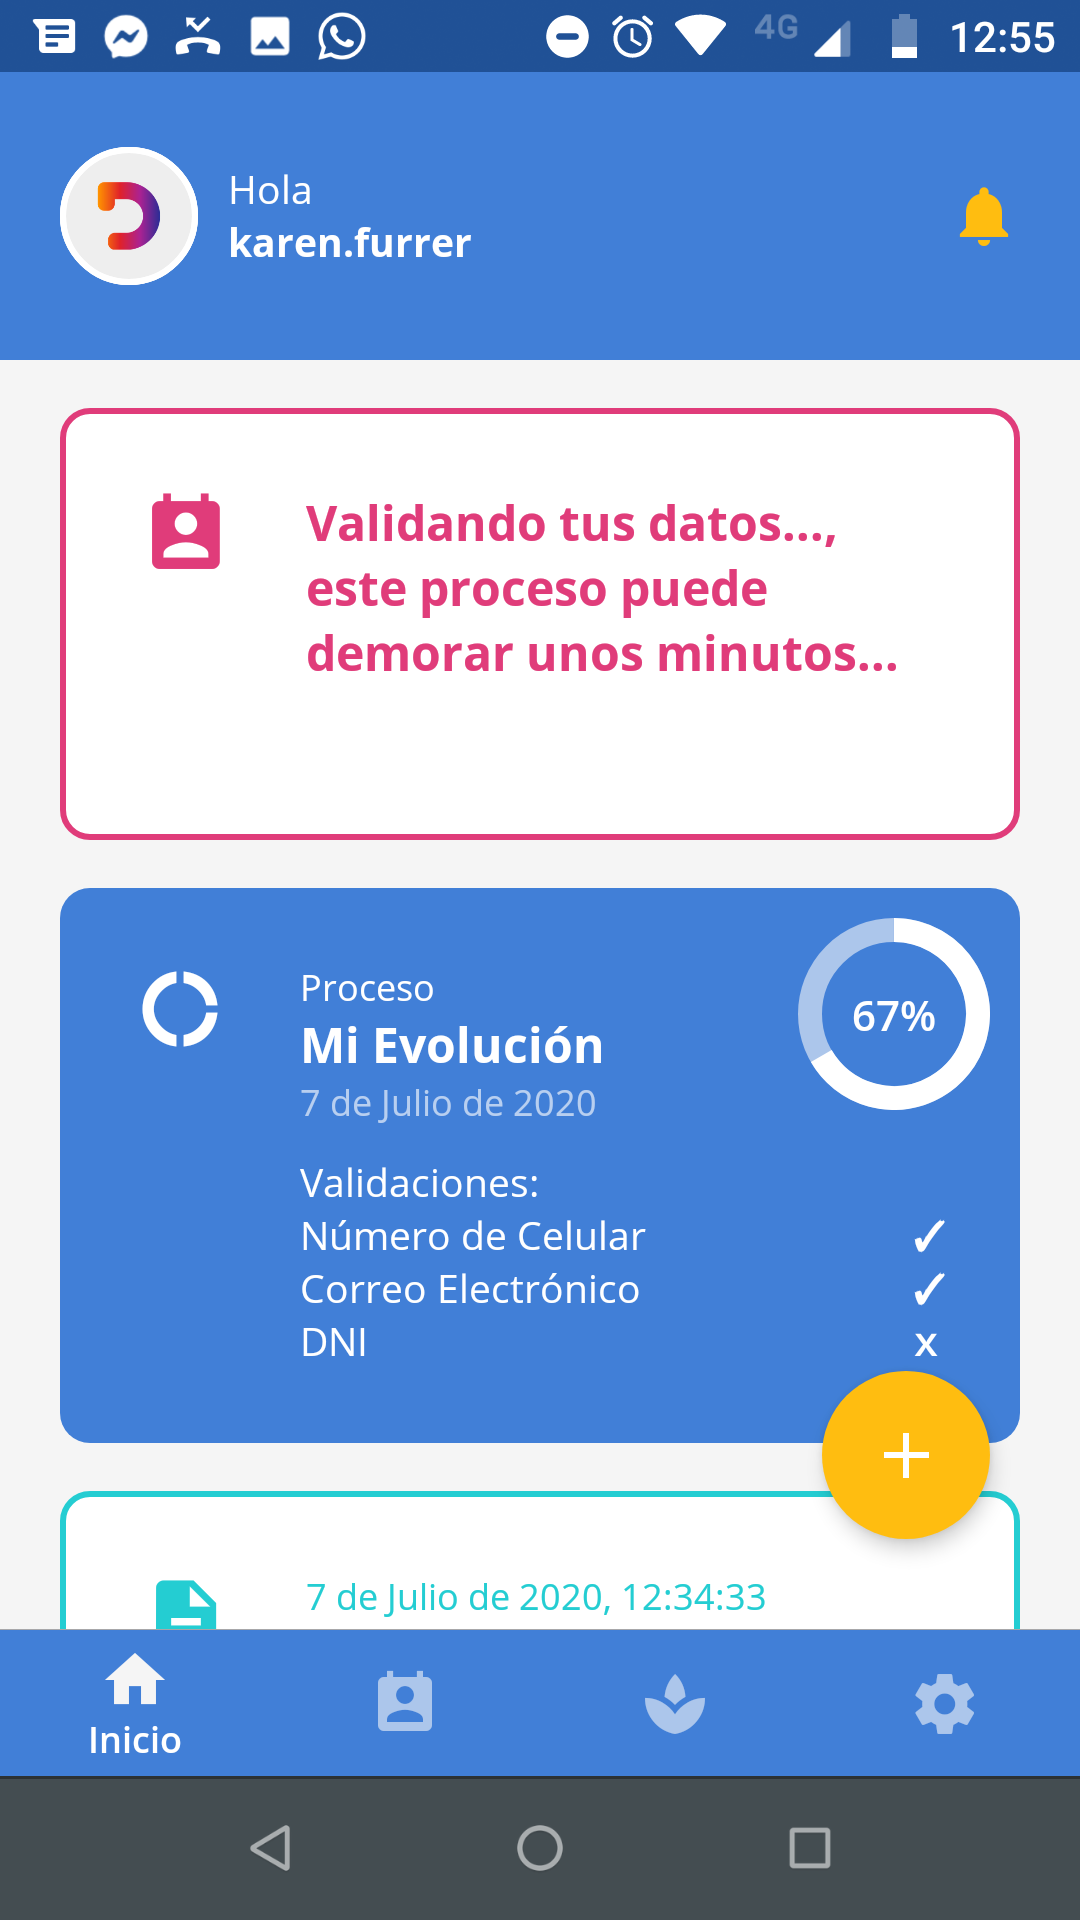 4G 12:55
Hola
karen.furrer
Validando tus datos...,
este proceso puede
demorar unos minutos...
Proceso
Mi Evolución
7 de Julio de 2020
67%
Validaciones:
Número de Celular ✓
Correo Electrónico ✓
DNI x
7 de Julio de 2020, 12:34:33
Inicio